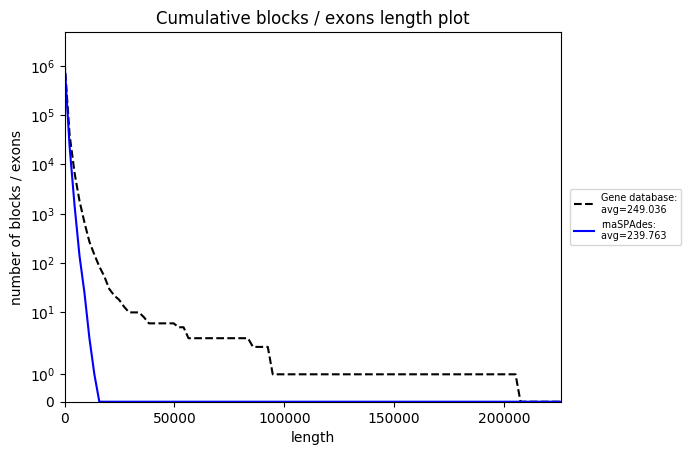 Cumulative blocks / exons length plot
number of blocks / exons
10^6
10^5
10^4
10^3
10^2
10^1
10^0
0
0
50000
100000
150000
200000
length
Gene database:
avg=249.036
rnaSPAdes:
avg=239.763